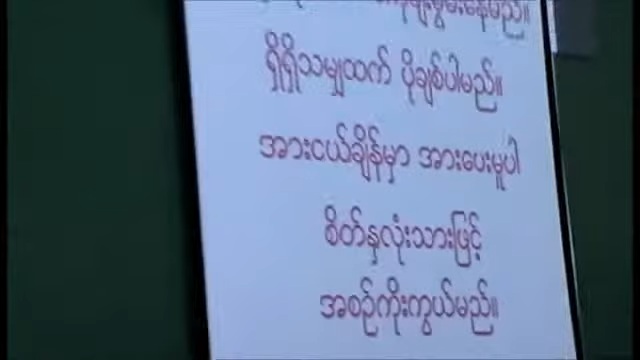 ရှိရှိသမျှထက် ပိုချစ်ပါမည်။
အားငယ်ချိန်မှာ အားပေးမှုပါ
စိတ်နှလုံးသားဖြင့်
အစဉ်ကိုးကွယ်မည်။